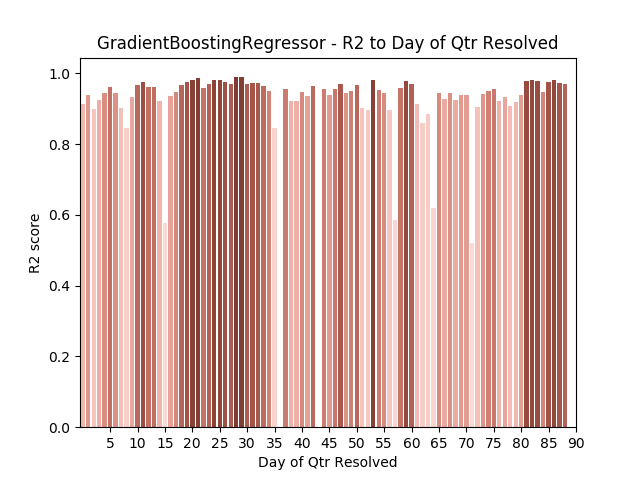 GradientBoostingRegressor - R2 to Day of Qtr Resolved
1.0
0.8
0.6
0.4
0.2
0.0
R2 score
5 10 15 20 25 30 35 40 45 50 55 60 65 70 75 80 85 90
Day of Qtr Resolved